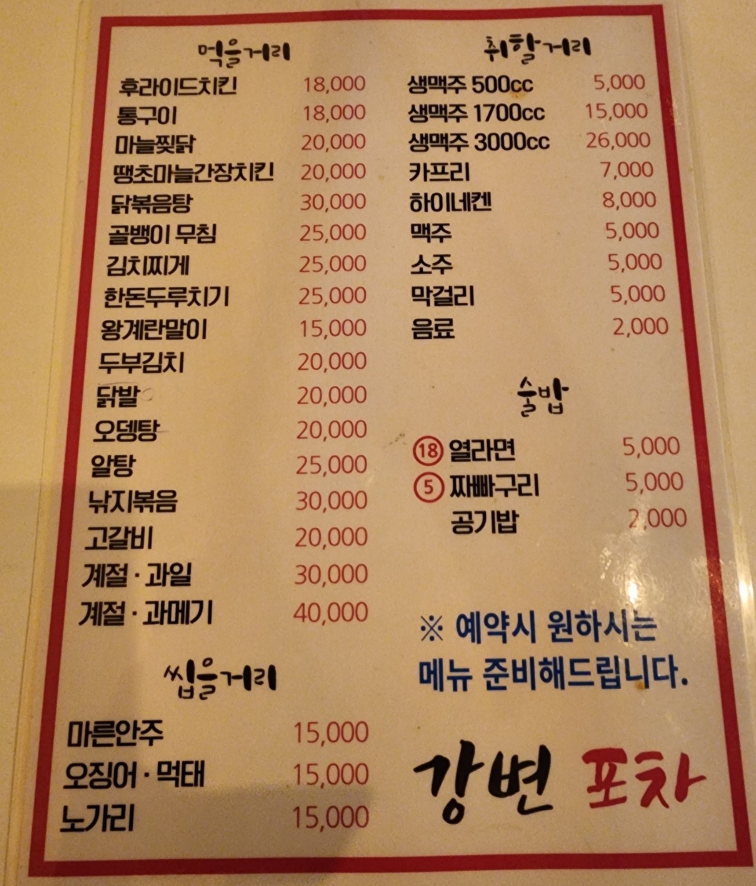 먹을거리
후라이드치킨 18,000
통구이 18,000
마늘찜닭 20,000
땡초마늘간장치킨 20,000
닭볶음탕 30,000
골뱅이 무침 25,000
김치찌게 25,000
한돈두루치기 25,000
왕계란말이 15,000
두부김치 20,000
닭발 20,000
오뎅탕 20,000
알탕 25,000
낚지볶음 30,000
고갈비 20,000
계절·과일 30,000
계절·과메기 40,000
씹을거리
마른안주 15,000
오징어·먹태 15,000
노가리 15,000
취할거리
생맥주 500cc 5,000
생맥주 1700cc 15,000
생맥주 3000cc 26,000
카프리 7,000
하이네켄 8,000
맥주 5,000
소주 5,000
막걸리 5,000
음료 2,000
술밥
18 열라면 5,000
5 짜빠구리 5,000
공기밥 2,000
※ 예약시 원하시는
메뉴 준비해드립니다.
강변 포차